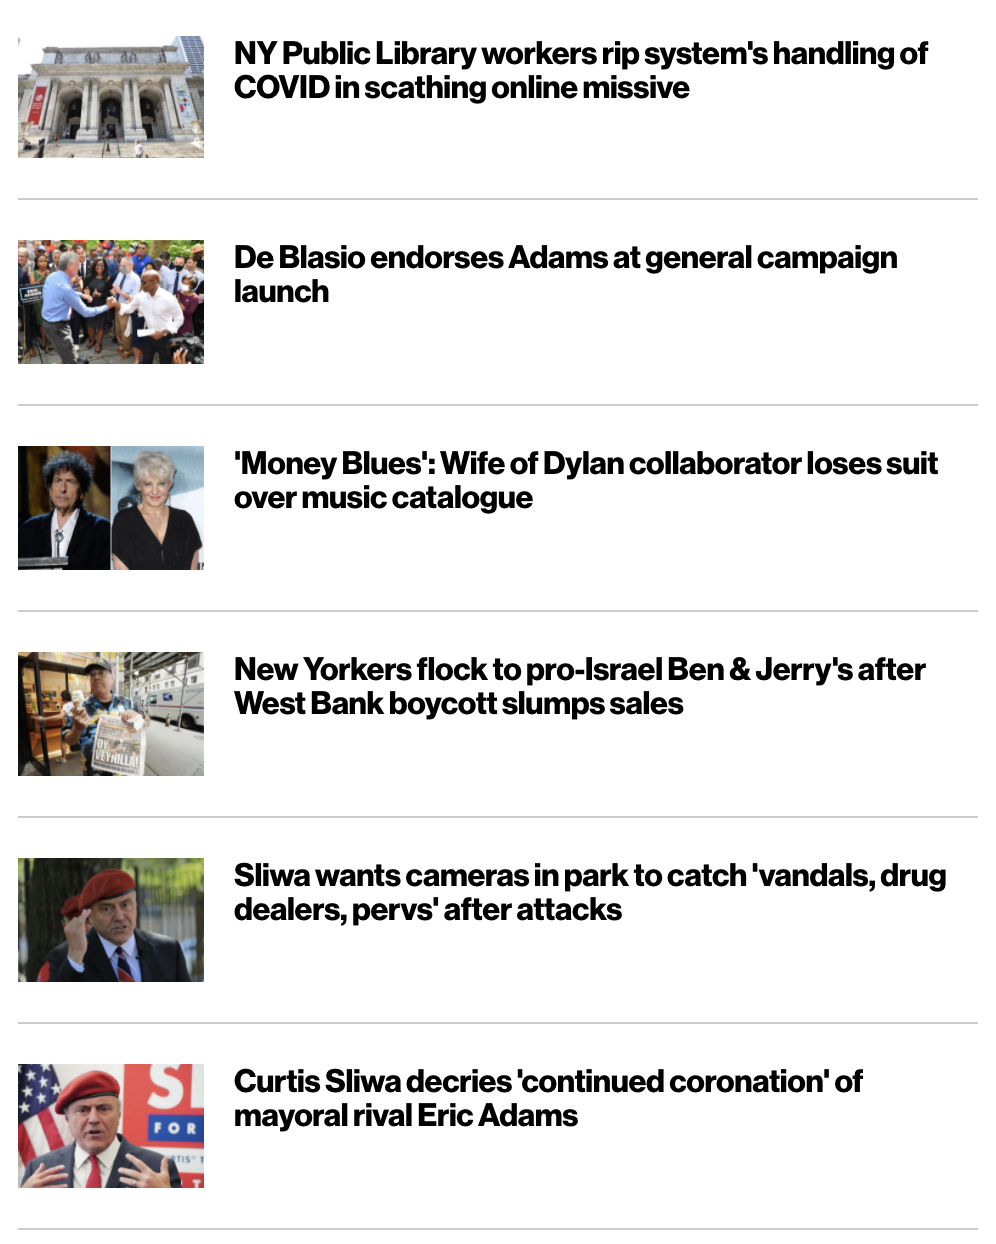 NY Public Library workers rip system's handling of
COVID in scathing online missive
De Blasio endorses Adams at general campaign
launch
'Money Blues': Wife of Dylan collaborator loses suit
over music catalogue
New Yorkers flock to pro-Israel Ben & Jerry's after
West Bank boycott slumps sales
OY
VEYNILLA!
Sliwa wants cameras in park to catch 'vandals, drug
dealers, pervs' after attacks
Curtis Sliwa decries 'continued coronation' of
mayoral rival Eric Adams
FOR